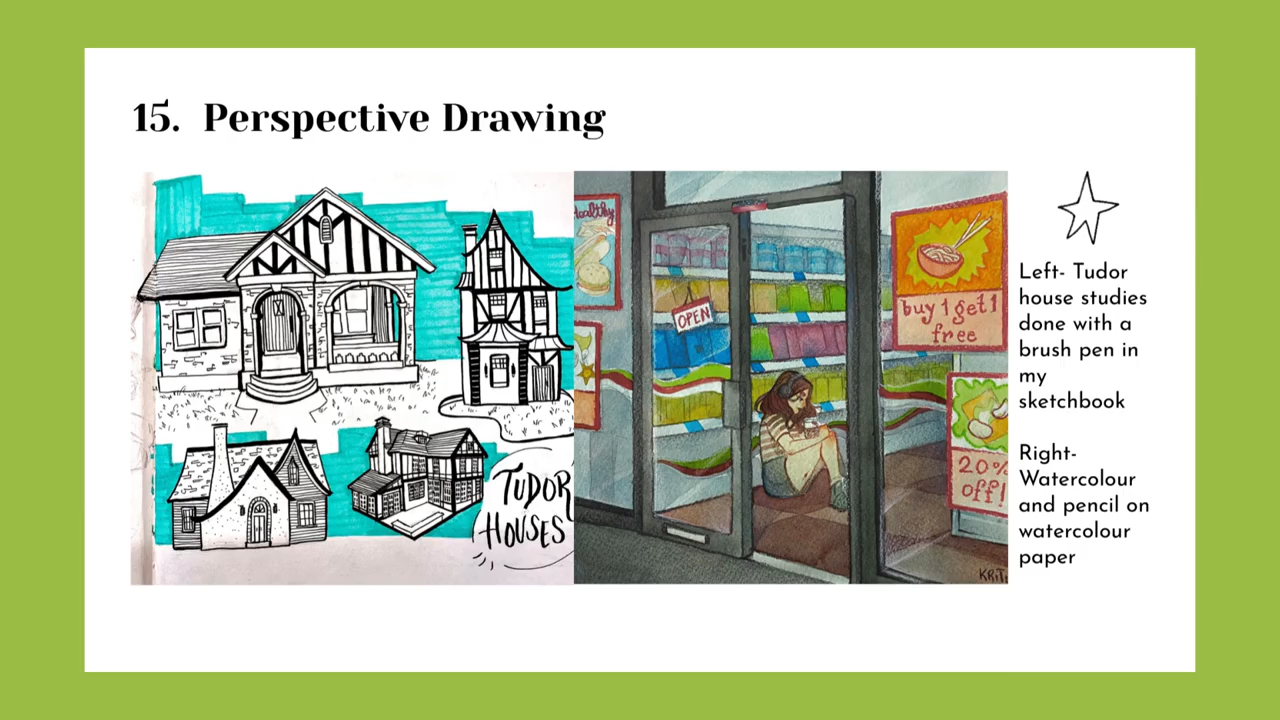 15. Perspective Drawing
Healthy
OPEN
buy 1 get 1
free
20%
off!
TUDOR
HOUSES
Left- Tudor
house studies
done with a
brush pen in
my
sketchbook
Right-
Watercolour
and pencil on
watercolour
paper